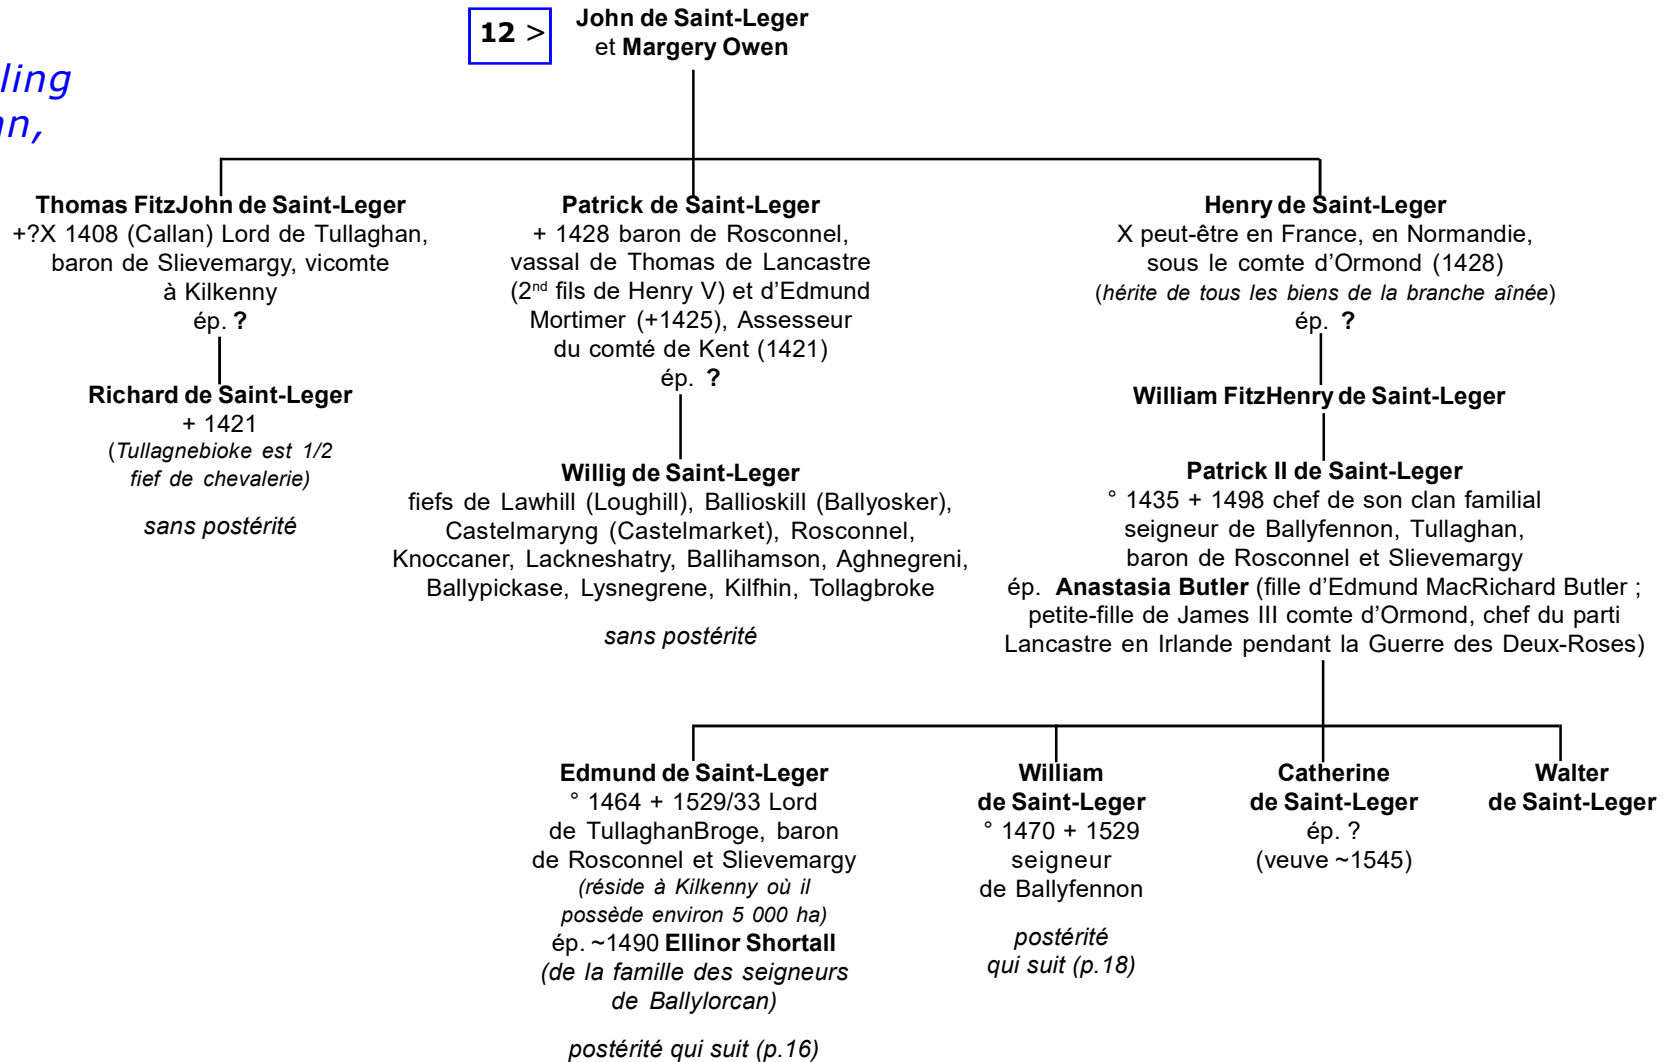 12 >
John de Saint-Leger
et Margery Owen
ling
n,
Thomas FitzJohn de Saint-Leger
+?X 1408 (Callan) Lord de Tullaghan,
baron de Slievemargy, vicomte
à Kilkenny
ép. ?
Richard de Saint-Leger
+ 1421
(Tullagnebioke est 1/2
fief de chevalerie)
sans postérité
Patrick de Saint-Leger
+ 1428 baron de Rosconnel,
vassal de Thomas de Lancastre
(2nd fils de Henry V) et d'Edmund
Mortimer (+1425), Assesseur
du comté de Kent (1421)
ép. ?
Willig de Saint-Leger
fiefs de Lawhill (Loughill), Ballioskill (Ballyosker),
Castelmaryng (Castelmarket), Rosconnel,
Knoccaner, Lackneshatry, Ballihamson, Aghnegreni,
Ballypickase, Lysnegrene, Kilfhin, Tollagbroke
sans postérité
Henry de Saint-Leger
X peut-être en France, en Normandie,
sous le comte d'Ormond (1428)
(hérite de tous les biens de la branche aînée)
ép. ?
William FitzHenry de Saint-Leger
Patrick II de Saint-Leger
° 1435 + 1498 chef de son clan familial
seigneur de Ballyfennon, Tullaghan,
baron de Rosconnel et Slievemargy
ép. Anastasia Butler (fille d'Edmund MacRichard Butler ;
petite-fille de James III comte d'Ormond, chef du parti
Lancastre en Irlande pendant la Guerre des Deux-Roses)
Edmund de Saint-Leger
° 1464 + 1529/33 Lord
de TullaghanBroge, baron
de Rosconnel et Slievemargy
(réside à Kilkenny où il
possède environ 5 000 ha)
ép. ~1490 Ellinor Shortall
(de la famille des seigneurs
de Ballylorcan)
postérité qui suit (p.16)
William
de Saint-Leger
° 1470 + 1529
seigneur
de Ballyfennon
postérité
qui suit (p.18)
Catherine
de Saint-Leger
ép. ?
(veuve ~1545)
Walter
de Saint-Leger